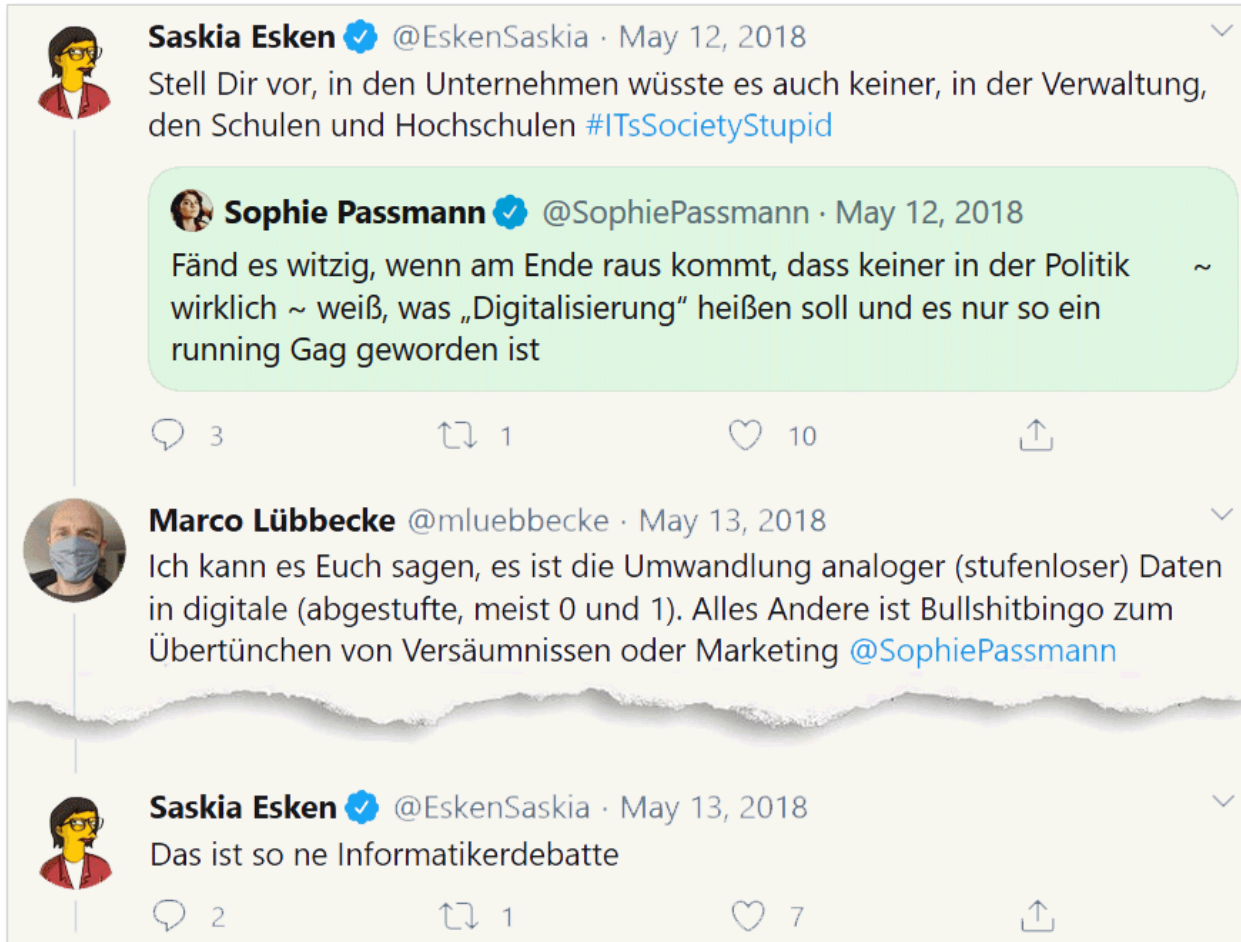 Saskia Esken @EskenSaskia · May 12, 2018
Stell Dir vor, in den Unternehmen wüsste es auch keiner, in der Verwaltung,
den Schulen und Hochschulen #ITsSocietyStupid
Sophie Passmann @SophiePassmann · May 12, 2018
Fänd es witzig, wenn am Ende raus kommt, dass keiner in der Politik ~
wirklich ~ weiß, was „Digitalisierung“ heißen soll und es nur so ein
running Gag geworden ist
3 1 10
Marco Lübbecke @mluebbecke · May 13, 2018
Ich kann es Euch sagen, es ist die Umwandlung analoger (stufenloser) Daten
in digitale (abgestufte, meist 0 und 1). Alles Andere ist Bullshitbingo zum
Übertünchen von Versäumnissen oder Marketing @SophiePassmann
Saskia Esken @EskenSaskia · May 13, 2018
Das ist so ne Informatikerdebatte
2 1 7